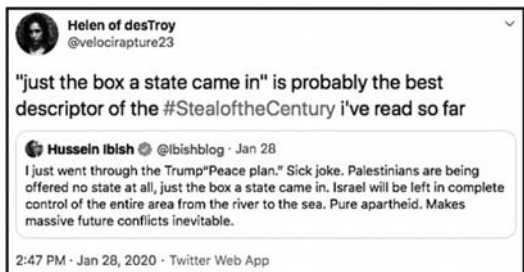 Helen of desTroy
@velocirapture23
"just the box a state came in" is probably the best
descriptor of the #StealoftheCentury i've read so far
Hussein Ibish @Ibishblog · Jan 28
I just went through the Trump"Peace plan." Sick joke. Palestinians are being
offered no state at all, just the box a state came in. Israel will be left in complete
control of the entire area from the river to the sea. Pure apartheid. Makes
massive future conflicts inevitable.
2:47 PM · Jan 28, 2020 · Twitter Web App